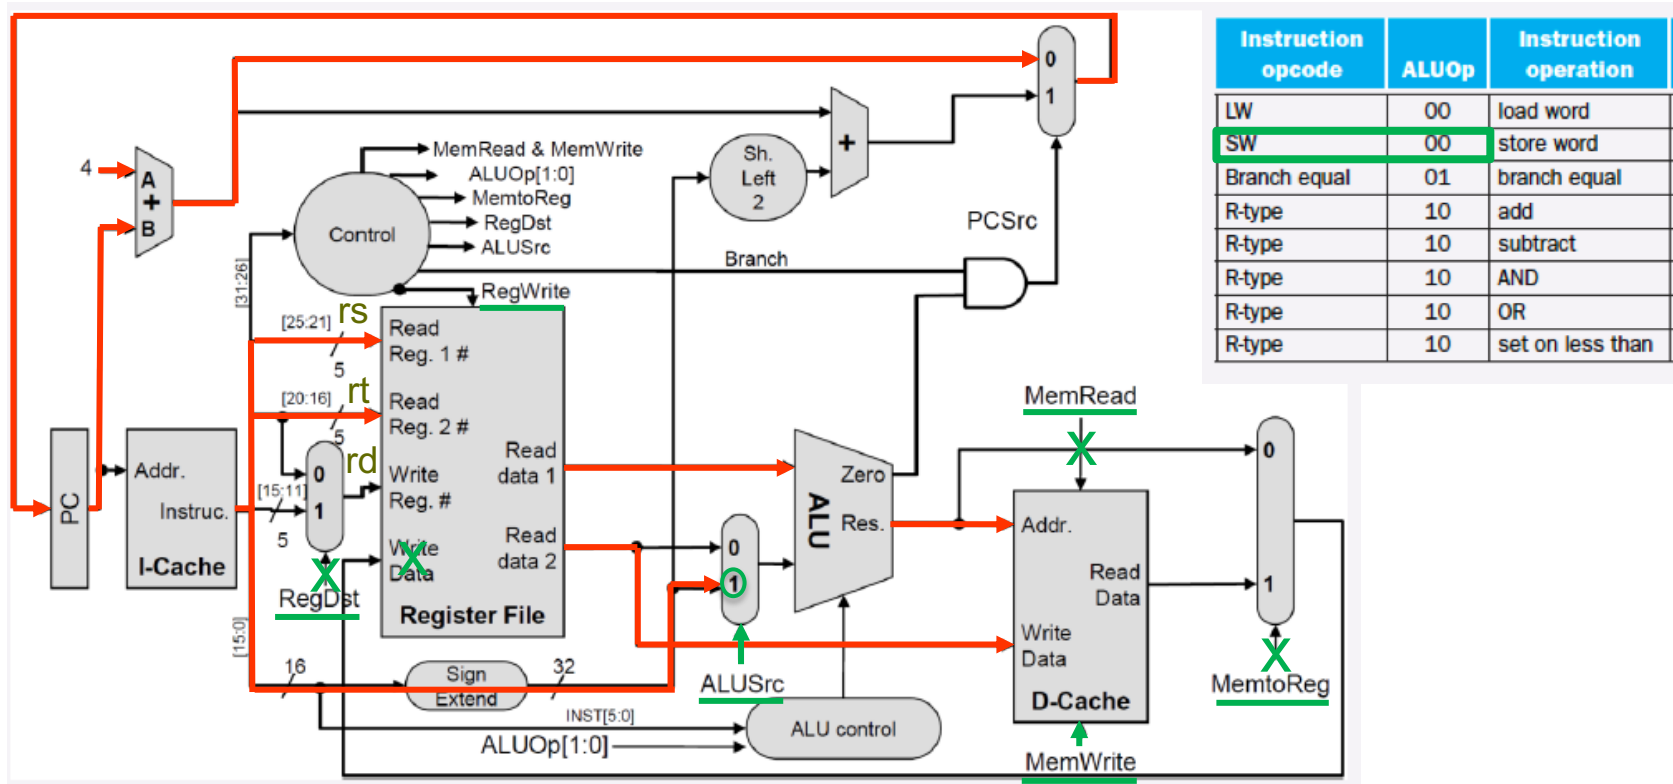 Instruction opcode ALUOp Instruction operation
LW 00 load word
SW 00 store word
Branch equal 01 branch equal
R-type 10 add
R-type 10 subtract
R-type 10 AND
R-type 10 OR
R-type 10 set on less than
0
1
4
A
+
B
+
Sh.
Left
2
MemRead & MemWrite
ALUOp[1:0]
MemtoReg
RegDst
ALUSrc
Control
Branch
PCSrc
RegWrite
[31:26]
[25:21]
rs
5
[20:16]
rt
5
rd
[15:11]
5
0
1
Read
Reg. 1 #
Read
Reg. 2 #
Write
Reg. #
Write
Data
X
Read
data 1
Read
data 2
Register File
PC
Addr.
Instruc.
I-Cache
X
RegDst
[15:0]
16
Sign
Extend
32
INST[5:0]
ALUOp[1:0]
ALU control
0
1
ALUSrc
ALU
Zero
Res.
MemRead
X
Addr.
Read
Data
Write
Data
D-Cache
MemWrite
0
1
X
MemtoReg